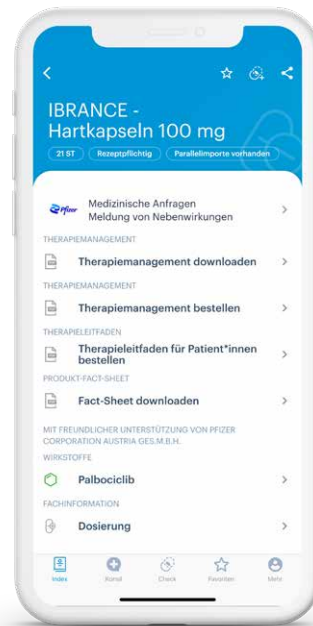 IBRANCE -
Hartkapseln 100 mg
21 ST
Rezeptpflichtig
Parallelimporte vorhanden
Pfizer
Medizinische Anfragen
Meldung von Nebenwirkungen
THERAPIEMANAGEMENT
Therapiemanagement downloaden
THERAPIEMANAGEMENT
Therapiemanagement bestellen
THERAPIELEITFADEN
Therapieleitfaden für Patient*innen
bestellen
PRODUKT-FACT-SHEET
Fact-Sheet downloaden
MIT FREUNDLICHER UNTERSTÜTZUNG VON PFIZER
CORPORATION AUSTRIA GES.M.B.H.
WIRKSTOFFE
Palbociclib
FACHINFORMATION
Dosierung
Index
Check
Favoriten
Mehr